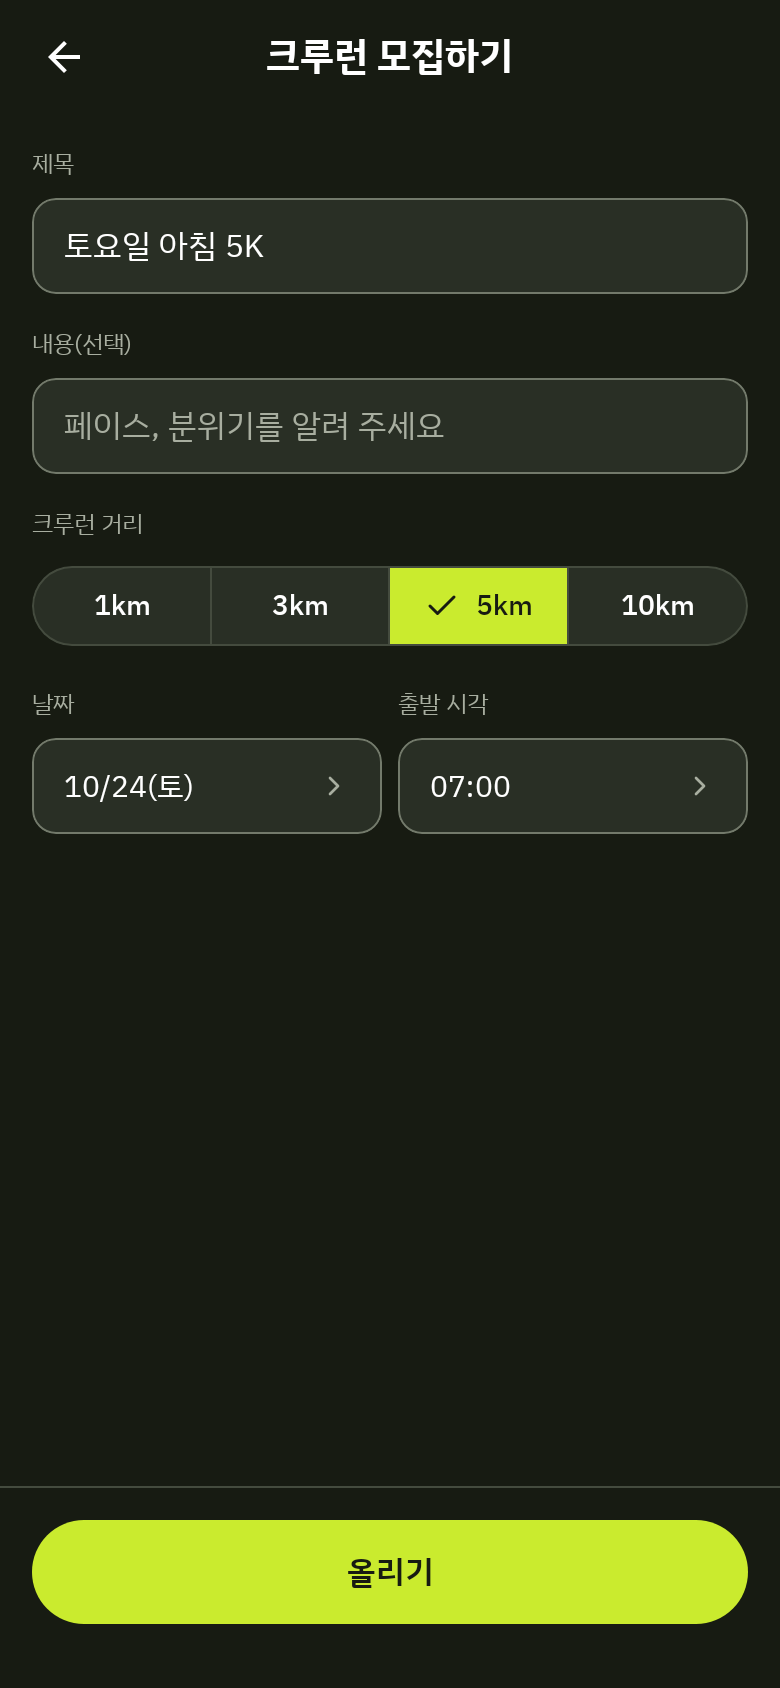 크루런 모집하기
제목
토요일 아침 5K
내용(선택)
페이스, 분위기를 알려 주세요
크루런 거리
1km 3km 5km 10km
날짜 출발 시각
10/24(토) 07:00
올리기